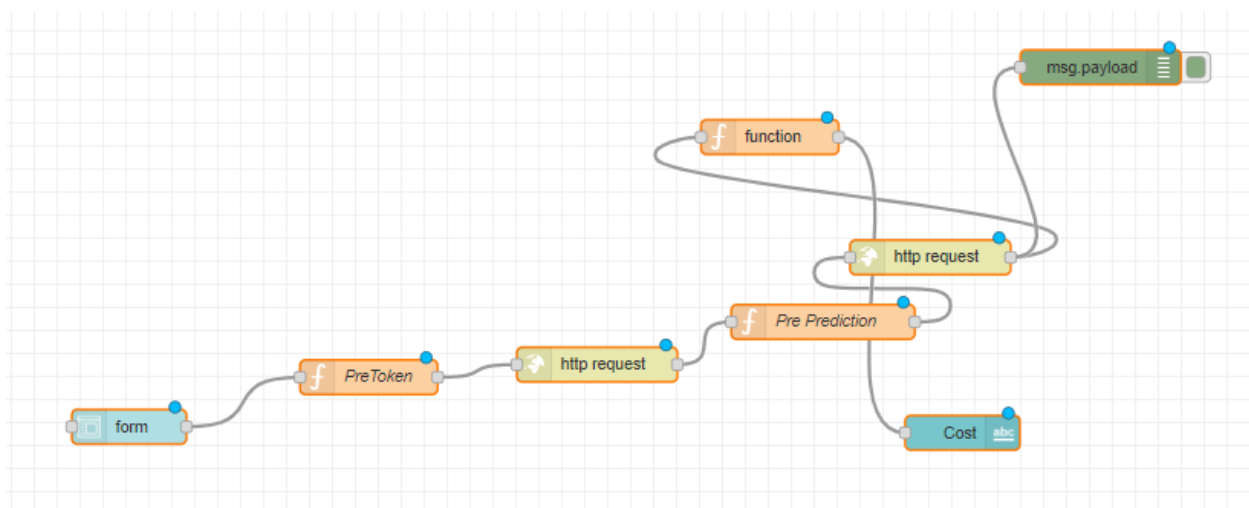 msg.payload
function
http request
Pre Prediction
http request
PreToken
form
Cost
abc